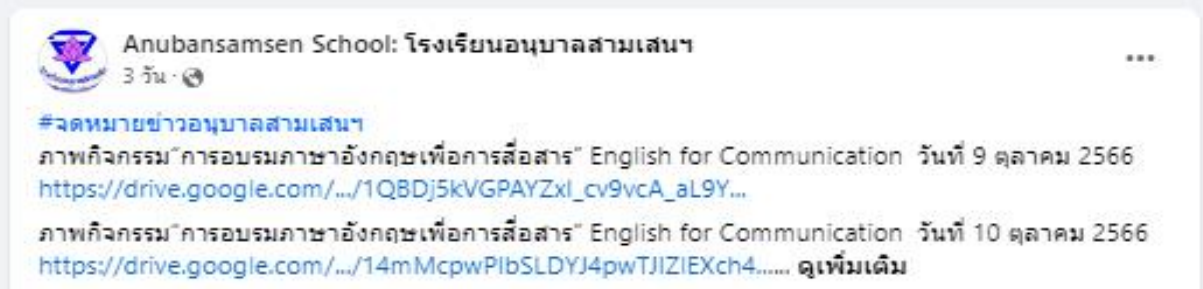 Anubansamsen School: โรงเรียนอนุบาลสามเสนฯ
3 วัน ·
#จดหมายข่าวอนุบาลสามเสนฯ
ภาพกิจกรรม"การอบรมภาษาอังกฤษเพื่อการสื่อสาร" English for Communication วันที่ 9 ตุลาคม 2566
https://drive.google.com/.../1QBDj5kVGPAYZxl_cv9vcA_aL9Y...
ภาพกิจกรรม"การอบรมภาษาอังกฤษเพื่อการสื่อสาร" English for Communication วันที่ 10 ตุลาคม 2566
https://drive.google.com/.../14mMcpwPlbSLDYJ4pwTJIZIEXch4...... ดูเพิ่มเติม